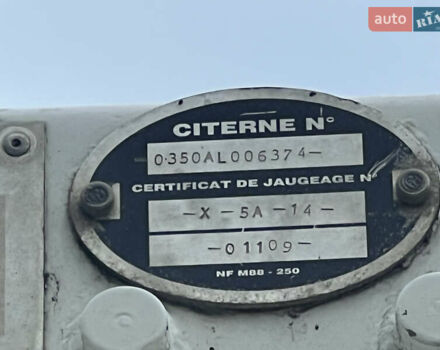 auto RIA
CITERNE N°
0350AL006374-
CERTIFICAT DE JAUGEAGE N°
-X-5A-14-
-01109-
NF M88 - 250